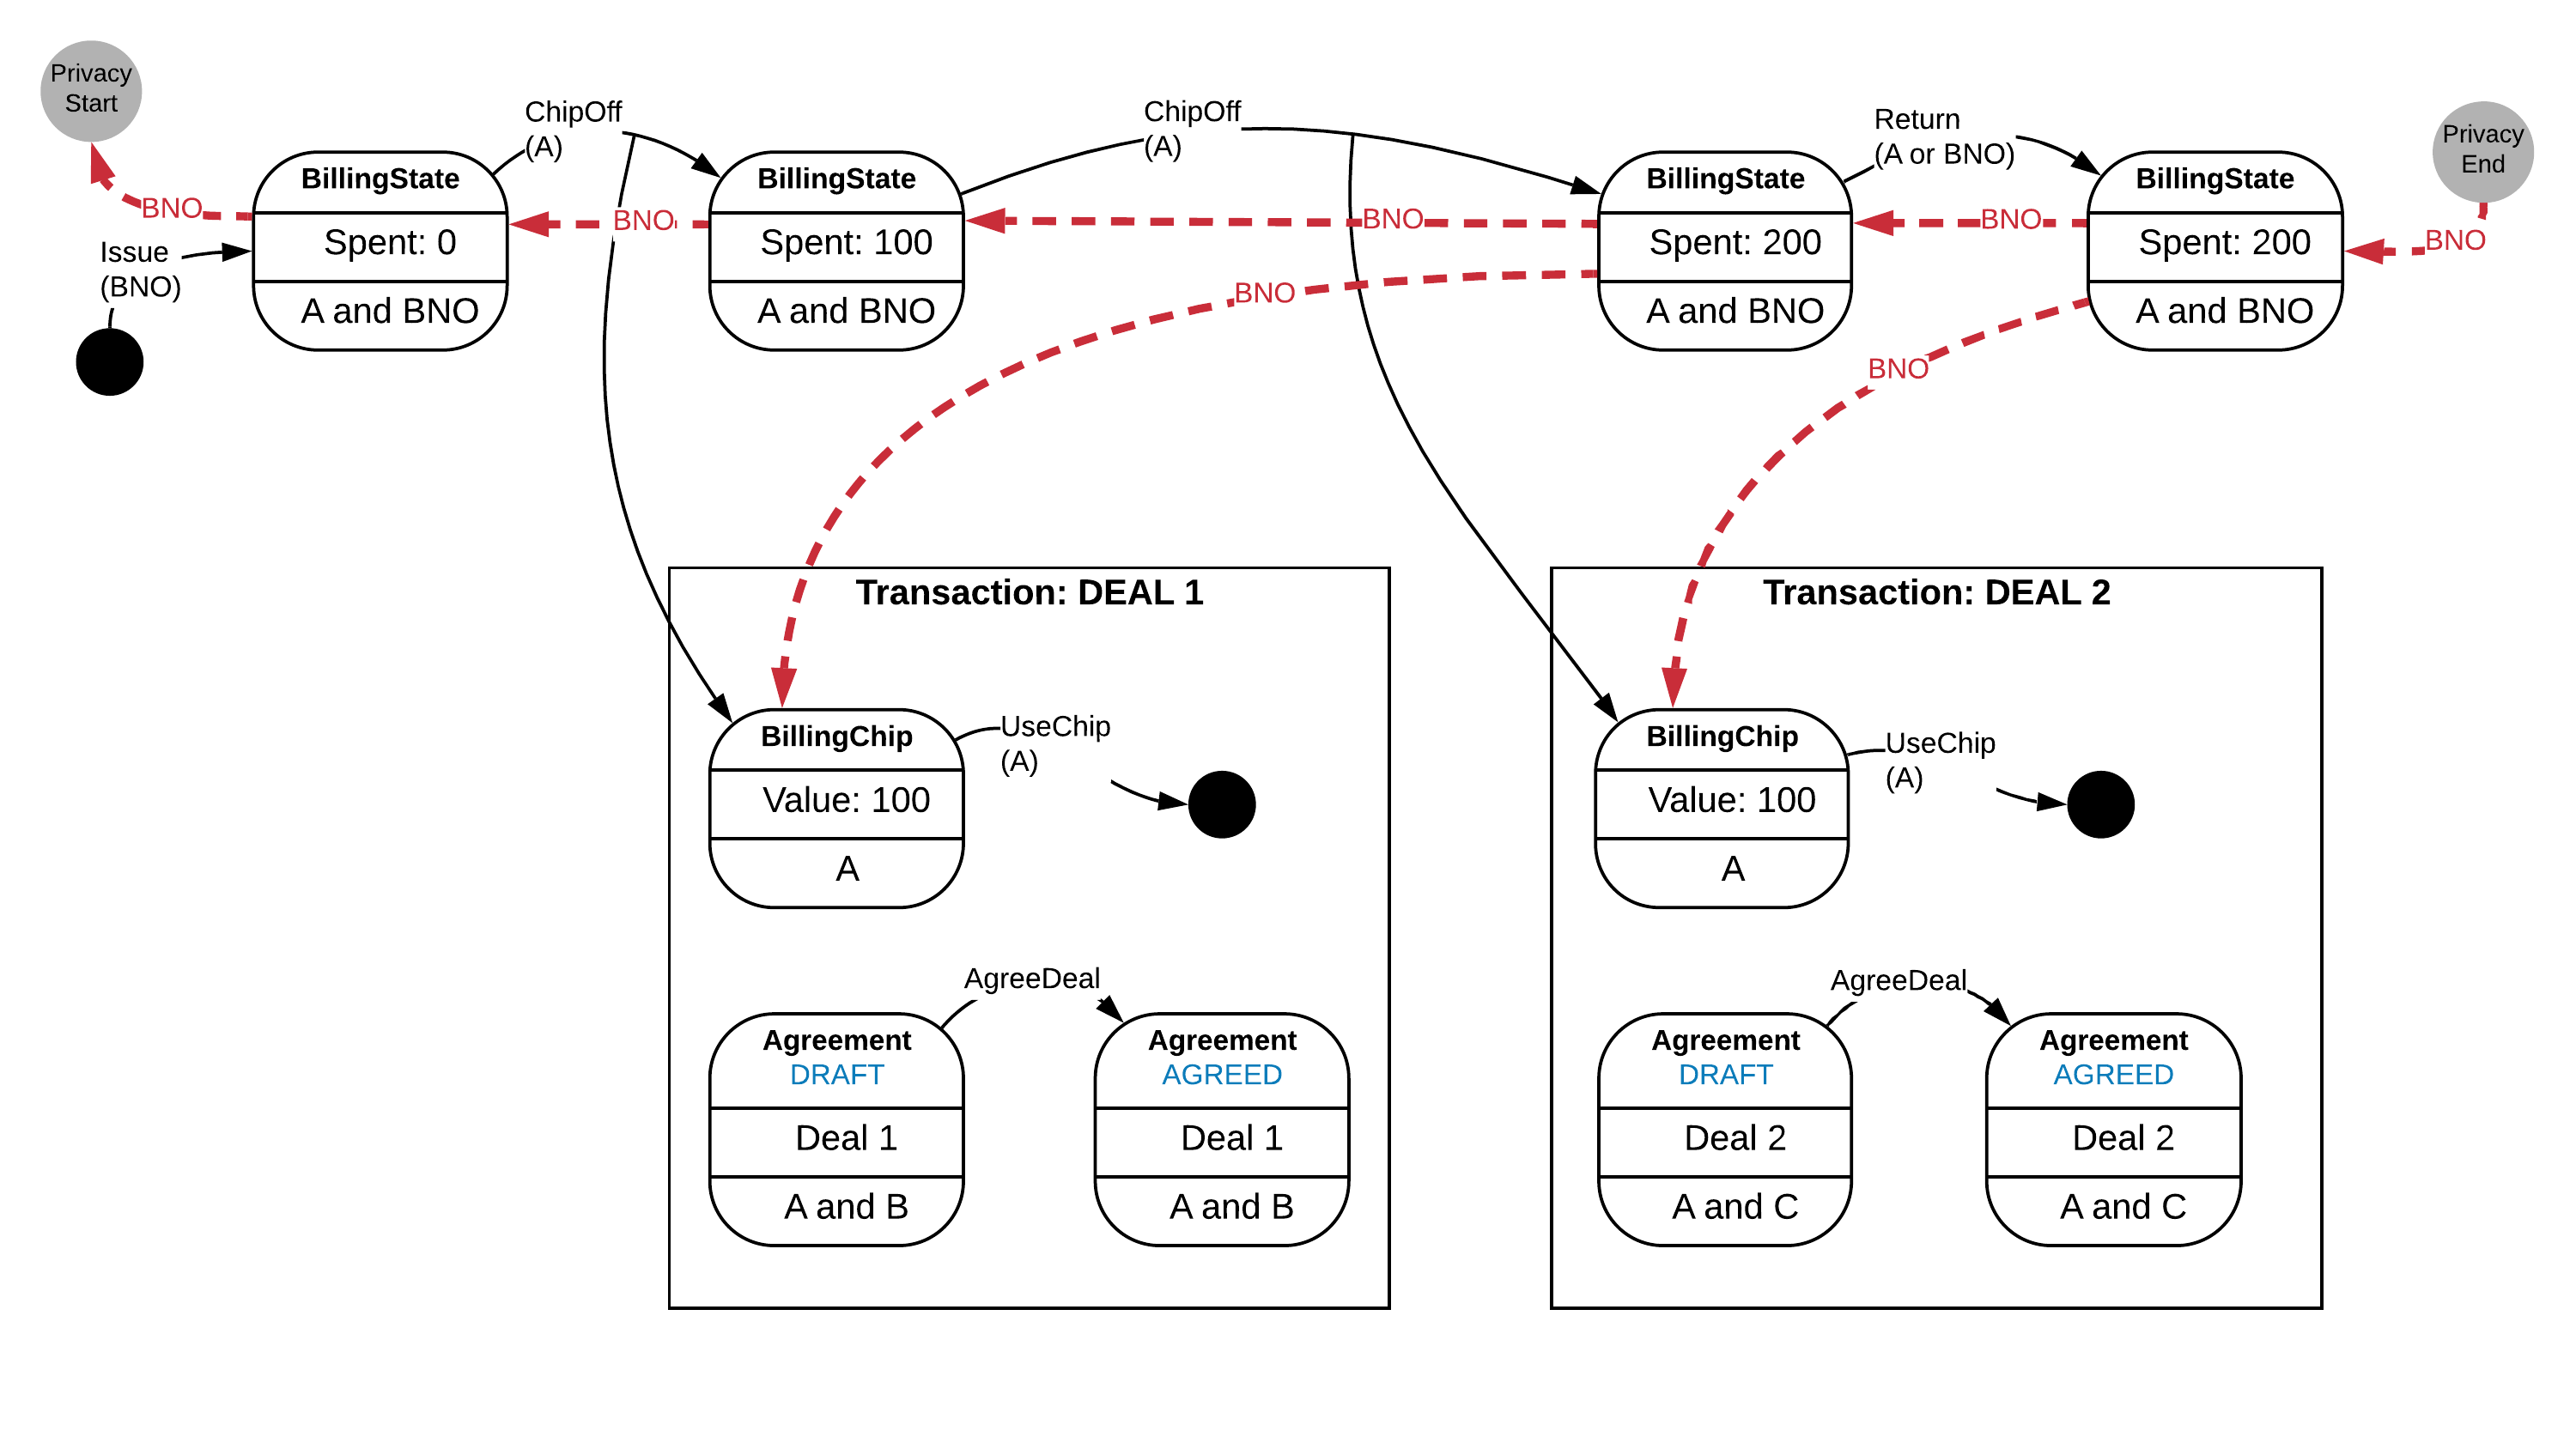 Privacy
Start
BNO
Issue
(BNO)
BillingState
Spent: 0
A and BNO
ChipOff
(A)
BNO
BillingState
Spent: 100
A and BNO
ChipOff
(A)
BNO
BNO
BillingState
Spent: 200
A and BNO
Return
(A or BNO)
BNO
BNO
BillingState
Spent: 200
A and BNO
Privacy
End
BNO
Transaction: DEAL 1
BillingChip
Value: 100
A
UseChip
(A)
AgreeDeal
Agreement
DRAFT
Deal 1
A and B
Agreement
AGREED
Deal 1
A and B
Transaction: DEAL 2
BillingChip
Value: 100
A
UseChip
(A)
AgreeDeal
Agreement
DRAFT
Deal 2
A and C
Agreement
AGREED
Deal 2
A and C